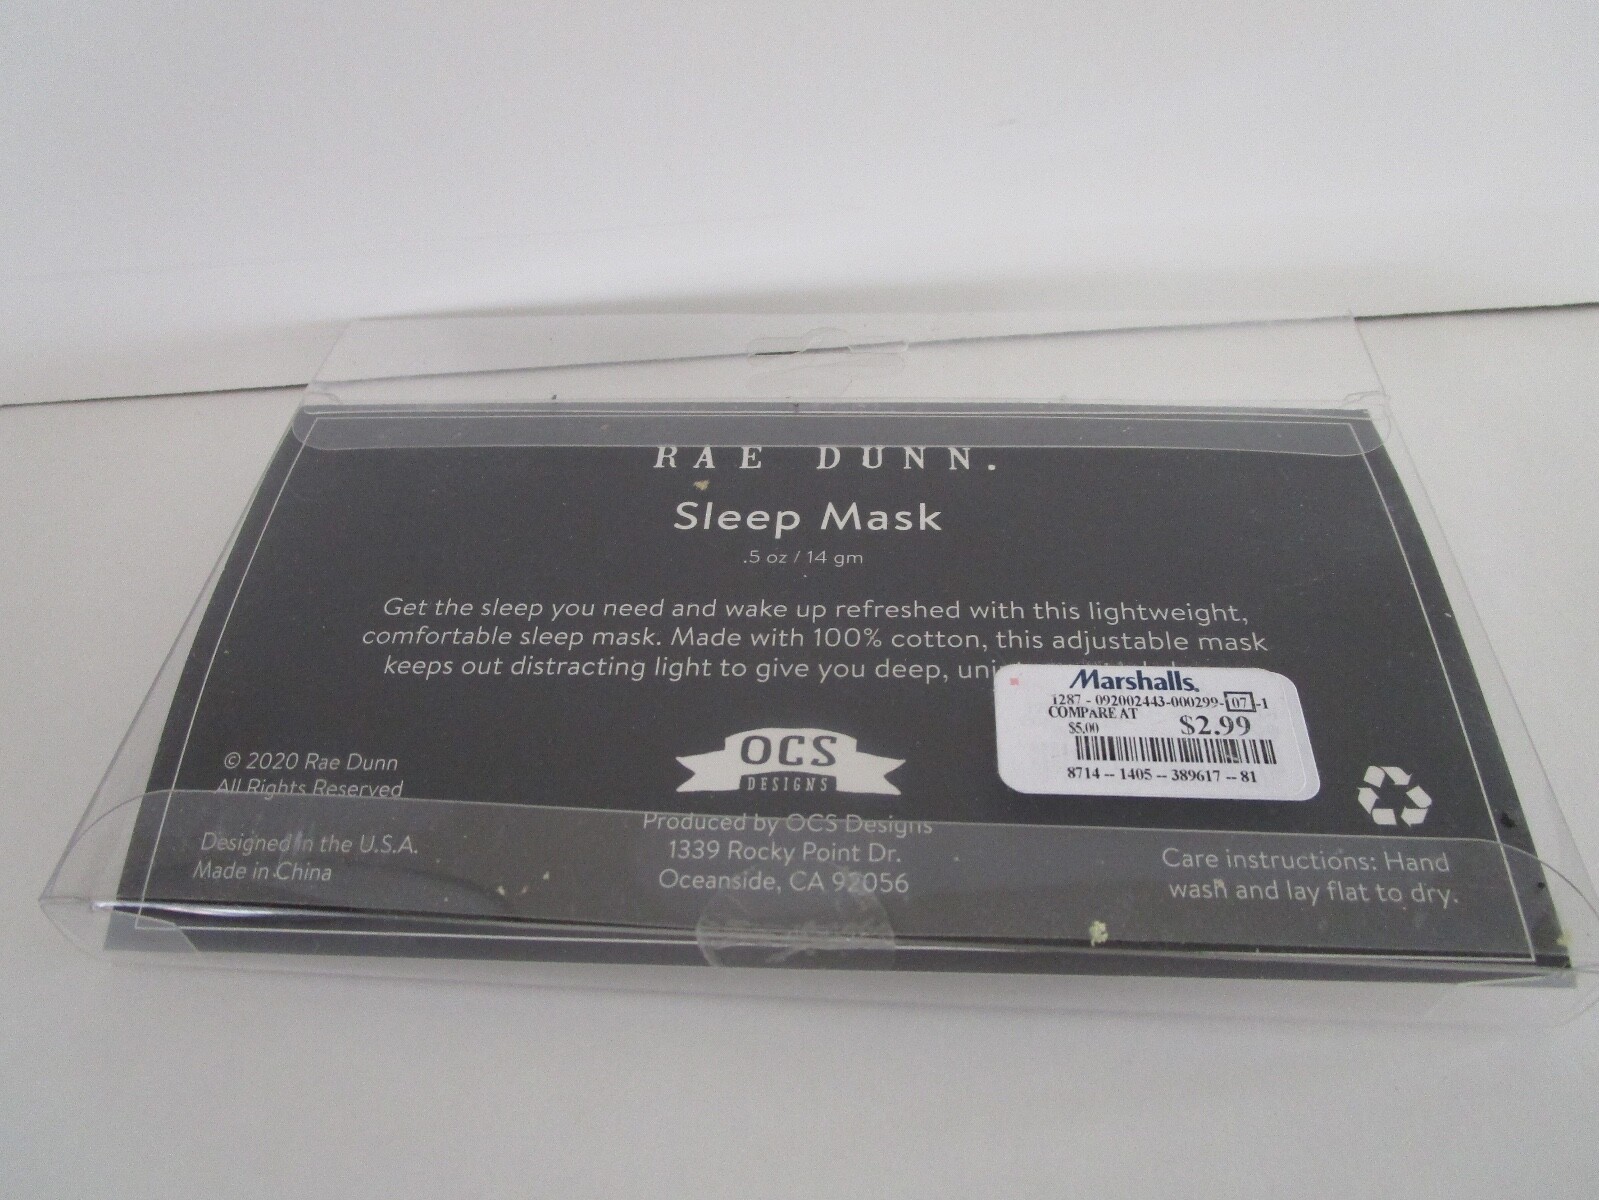 RAE DUNN.
Sleep Mask
.5 oz / 14 gm
Get the sleep you need and wake up refreshed with this lightweight,
comfortable sleep mask. Made with 100% cotton, this adjustable mask
keeps out distracting light to give you deep,
Marshalls.
1287 - 092002443-000299-07-1
COMPARE AT
$5.00 $2.99
8714 -- 1405 -- 389617 -- 81
OCS
DESIGNS
© 2020 Rae Dunn
All Rights Reserved
Designed in the U.S.A.
Made in China
Produced by OCS Designs
1339 Rocky Point Dr.
Oceanside, CA 92056
Care instructions: Hand
wash and lay flat to dry.